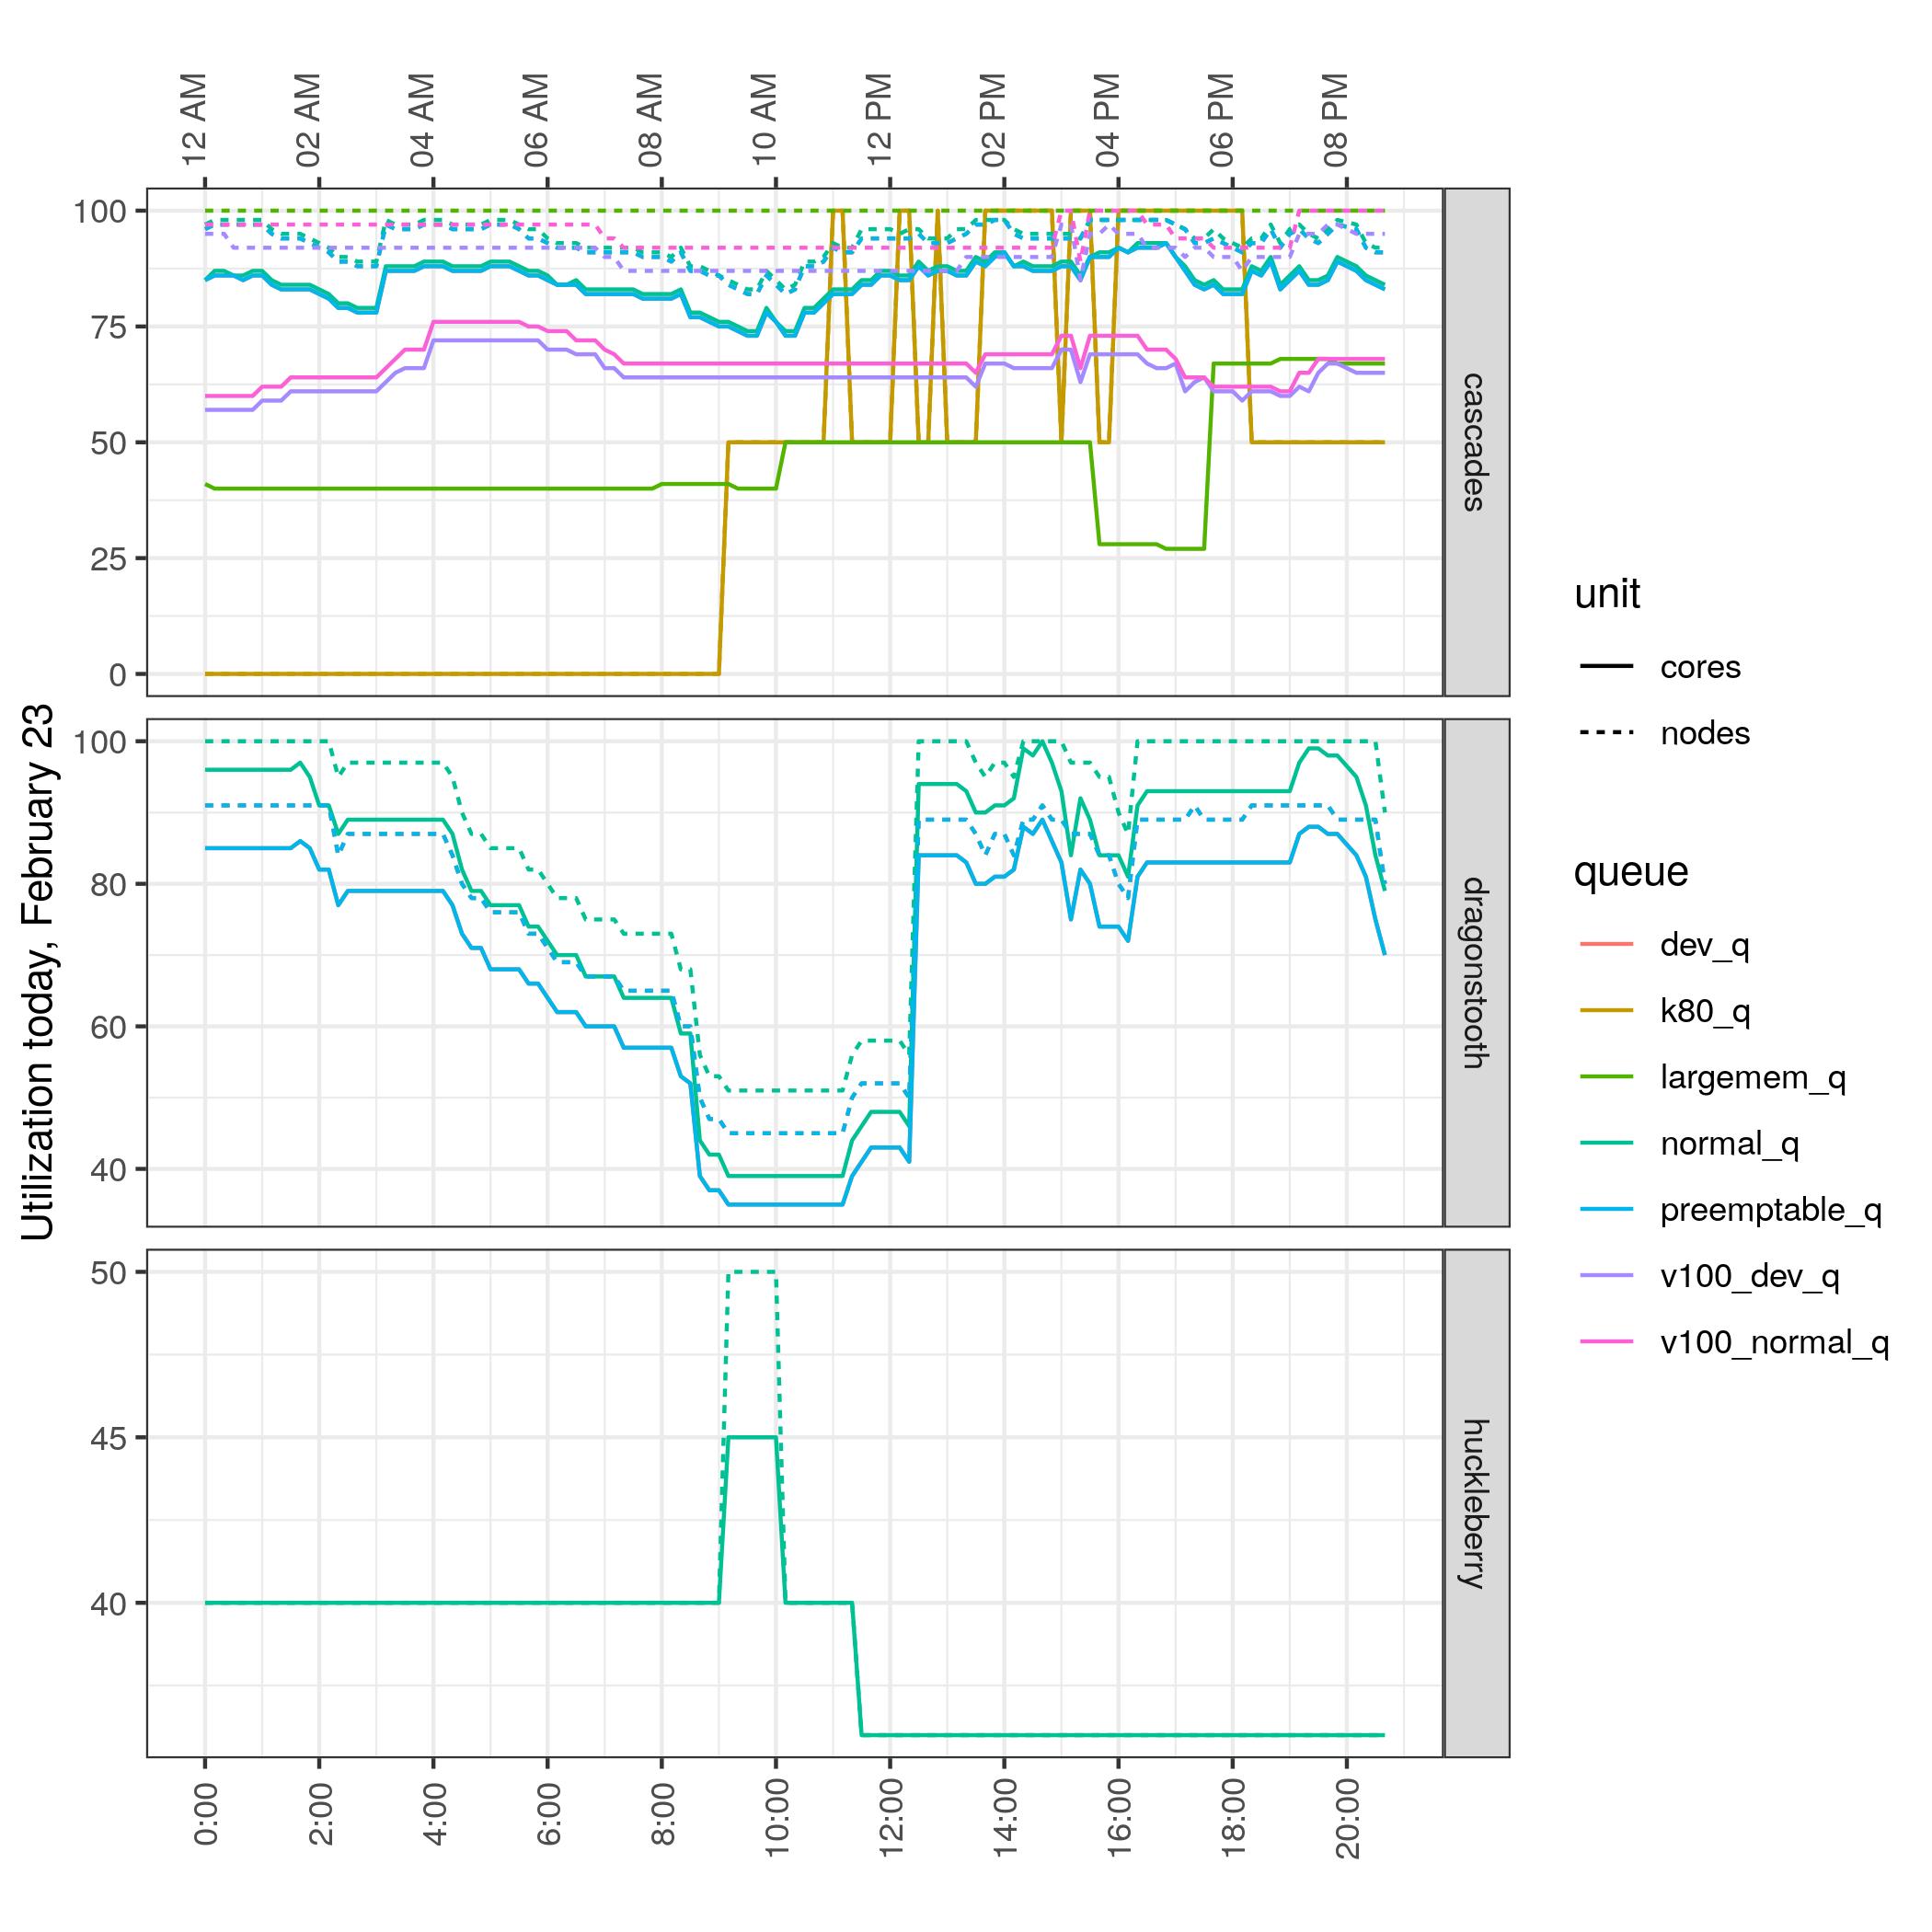 12 AM
02 AM
04 AM
06 AM
08 AM
10 AM
12 PM
02 PM
04 PM
06 PM
08 PM
Utilization today, February 23
100
75
50
25
0
cascades
100
80
60
40
dragonstooth
50
45
40
huckleberry
0:00
2:00
4:00
6:00
8:00
10:00
12:00
14:00
16:00
18:00
20:00
unit
cores
nodes
queue
dev_q
k80_q
largemem_q
normal_q
preemptable_q
v100_dev_q
v100_normal_q